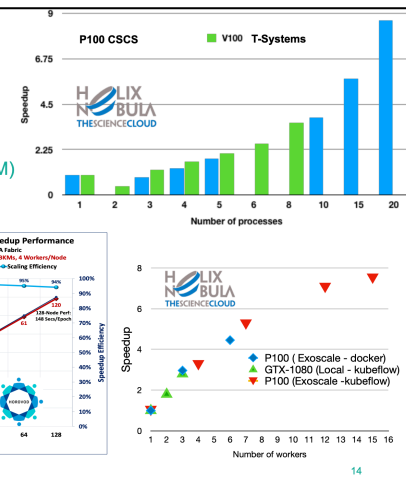 9
6.75
4.5
2.25
0
Speedup
P100 CSCS
V100 T-Systems
HELIX
NEBULA
THESCIENCECLOUD
M)
1 2 3 4 5 6 8 10 15 20
Number of processes
edup Performance
A Fabric
BKMs, 4 Workers/Node
Scaling Efficiency
95%
94%
120
61
128-Node Perf:
148 Secs/Epoch
100%
90%
80%
70%
60%
50%
40%
30%
20%
10%
0%
Speedup Efficiency
HOROVOD
64 128
8
6
4
2
0
Speedup
HELIX
NEBULA
THESCIENCECLOUD
P100 ( Exoscale - docker)
GTX-1080 (Local - kubeflow)
P100 (Exoscale -kubeflow)
1 2 3 4 5 6 7 8 9 10 11 12 13 14 15 16
Number of workers
14